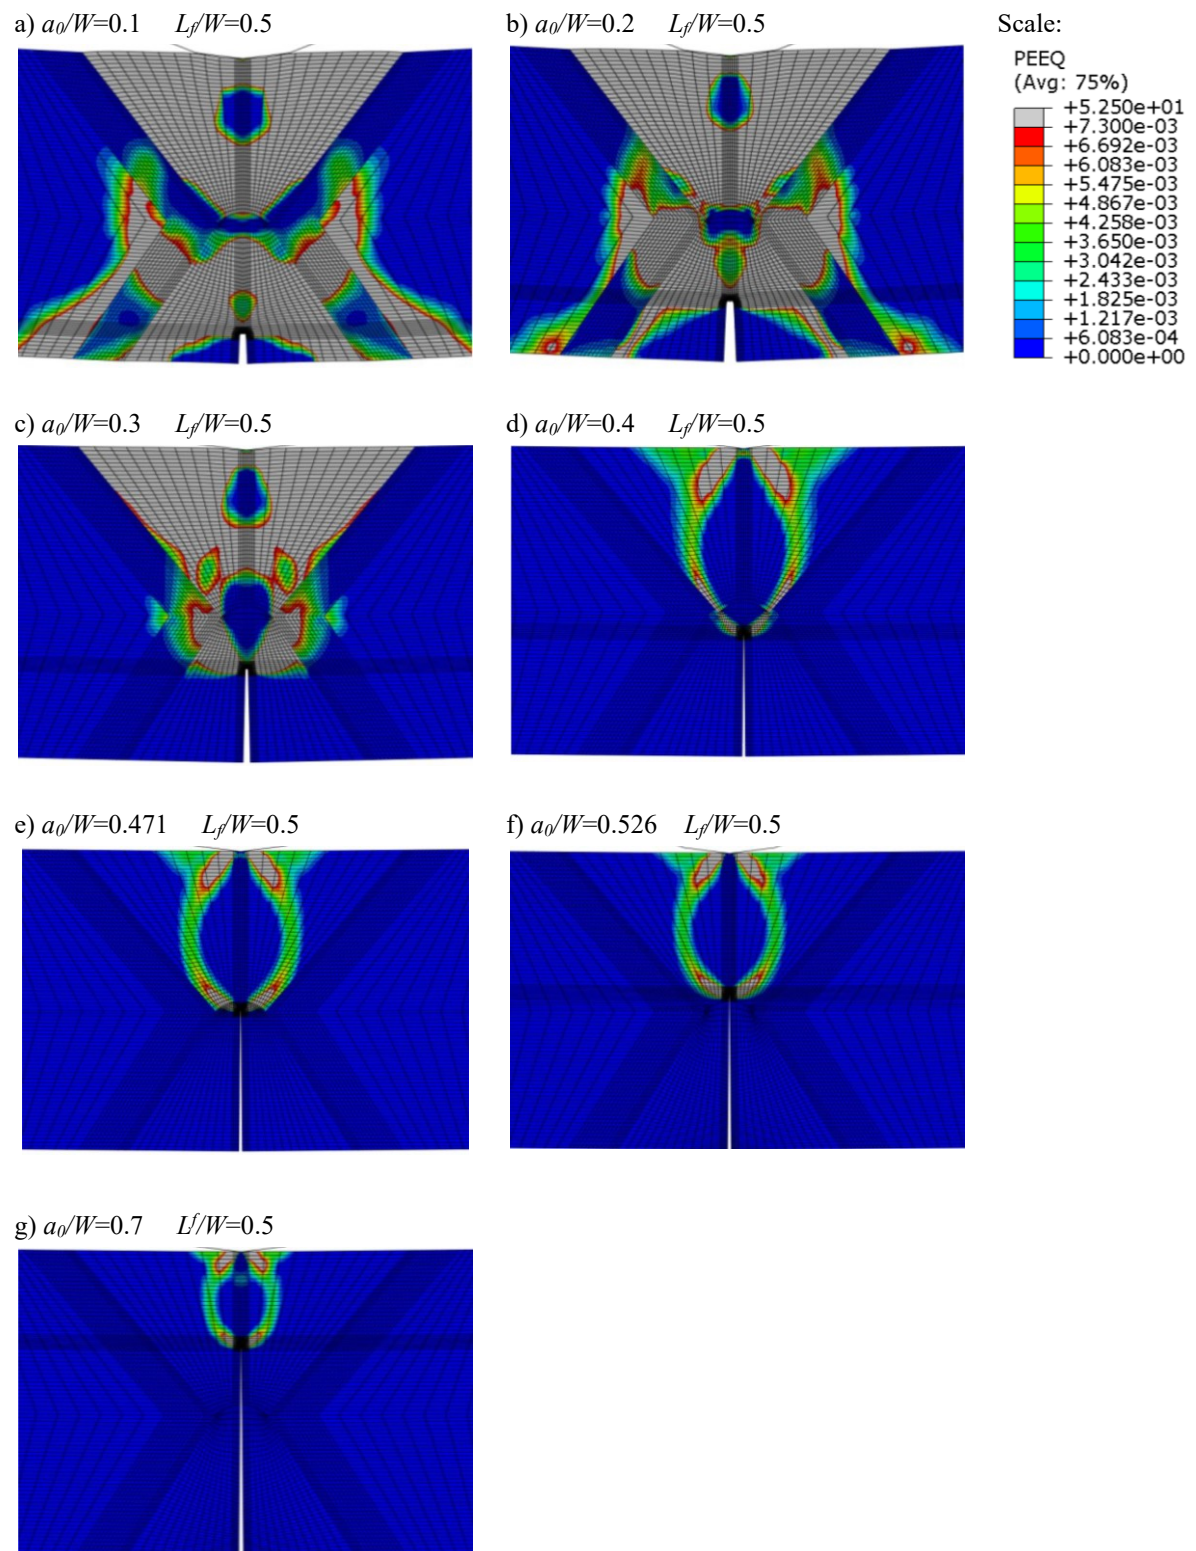 a) a0/W=0.1 Lf/W=0.5
b) a0/W=0.2 Lf/W=0.5
Scale:
PEEQ
(Avg: 75%)
+5.250e+01
+7.300e-03
+6.692e-03
+6.083e-03
+5.475e-03
+4.867e-03
+4.258e-03
+3.650e-03
+3.042e-03
+2.433e-03
+1.825e-03
+1.217e-03
+6.083e-04
+0.000e+00
c) a0/W=0.3 Lf/W=0.5
d) a0/W=0.4 Lf/W=0.5
e) a0/W=0.471 Lf/W=0.5
f) a0/W=0.526 Lf/W=0.5
g) a0/W=0.7 Lf/W=0.5